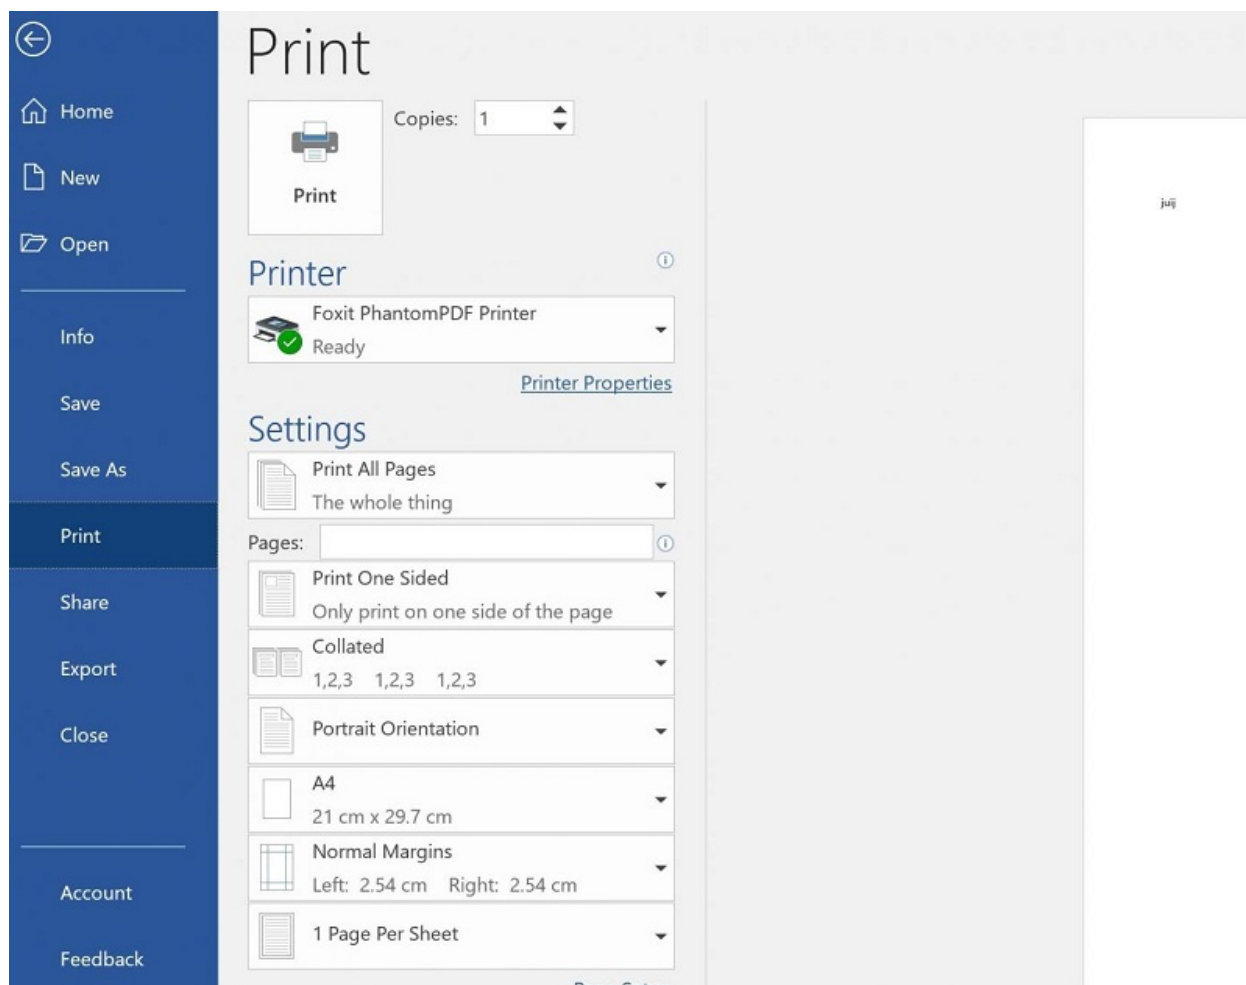 Print
Home
New
Open
Info
Save
Save As
Print
Share
Export
Close
Account
Feedback
Print
Copies: 1
Printer
Foxit PhantomPDF Printer
Ready
Printer Properties
Settings
Print All Pages
The whole thing
Pages:
Print One Sided
Only print on one side of the page
Collated
1,2,3 1,2,3 1,2,3
Portrait Orientation
A4
21 cm x 29.7 cm
Normal Margins
Left: 2.54 cm Right: 2.54 cm
1 Page Per Sheet
juij